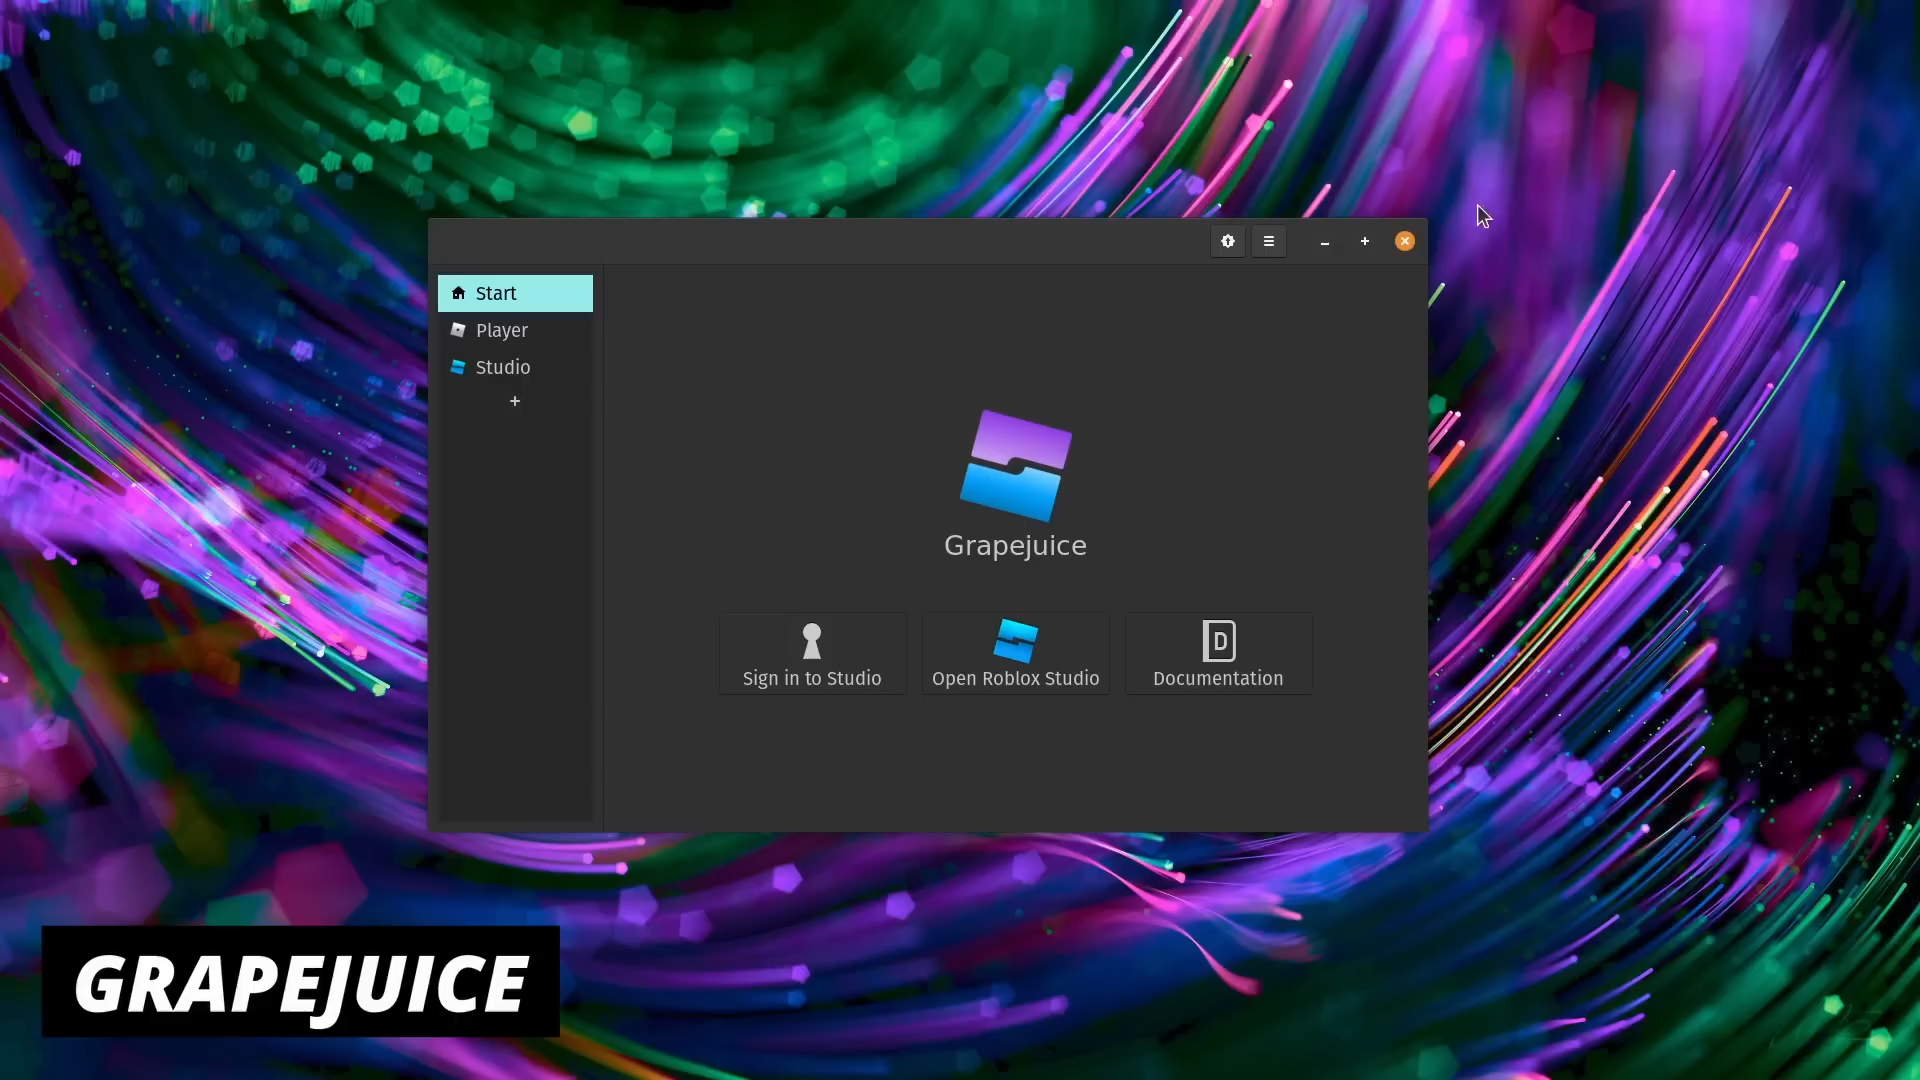 Start
Player
Studio
Grapejuice
Sign in to Studio
Open Roblox Studio
D
Documentation
GRAPEJUICE